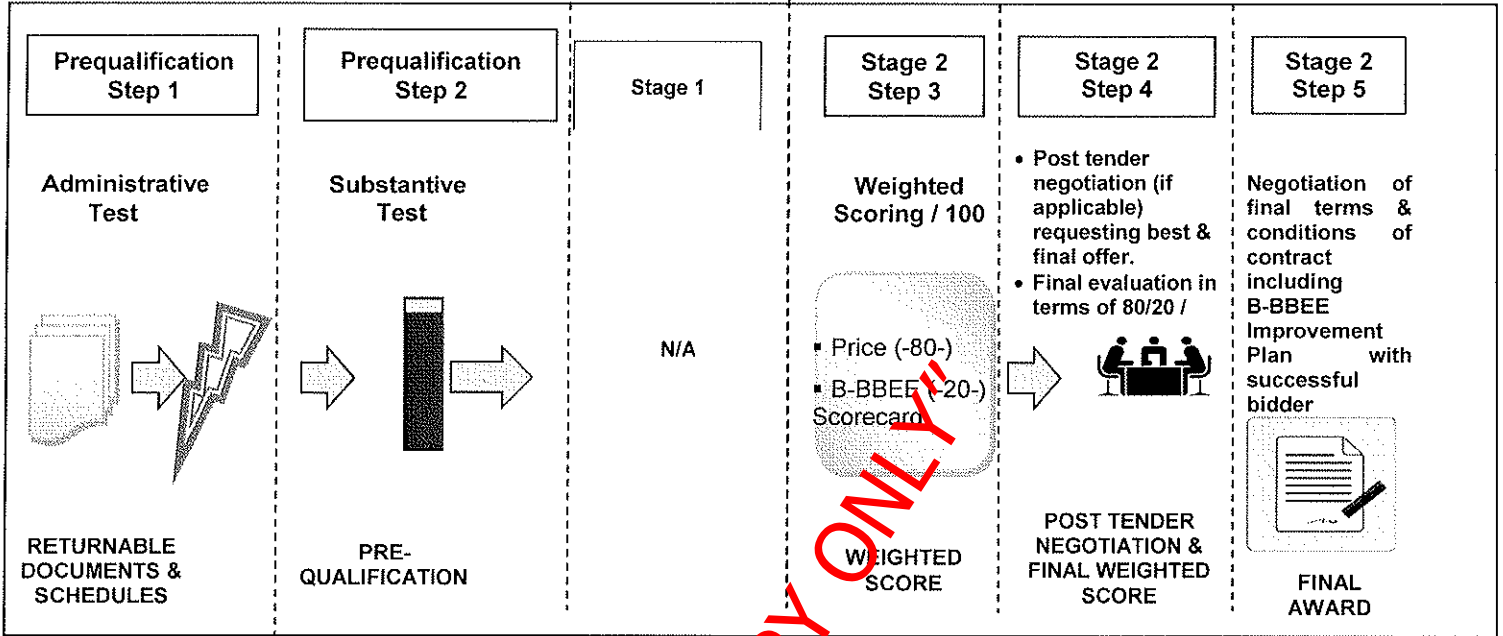 Prequalification
Step 1
Administrative
Test
RETURNABLE
DOCUMENTS &
SCHEDULES
Prequalification
Step 2
Substantive
Test
PRE-
QUALIFICATION
Stage 1
N/A
Stage 2
Step 3
Weighted
Scoring / 100
▪ Price (-80-)
▪ B-BBEE (-20-)
Scorecard
WEIGHTED
SCORE
Stage 2
Step 4
• Post tender
negotiation (if
applicable)
requesting best &
final offer.
• Final evaluation in
terms of 80/20 /
POST TENDER
NEGOTIATION &
FINAL WEIGHTED
SCORE
Stage 2
Step 5
Negotiation of
final terms &
conditions of
contract
including
B-BBEE
Improvement
Plan with
successful
bidder
FINAL
AWARD
ONLY"